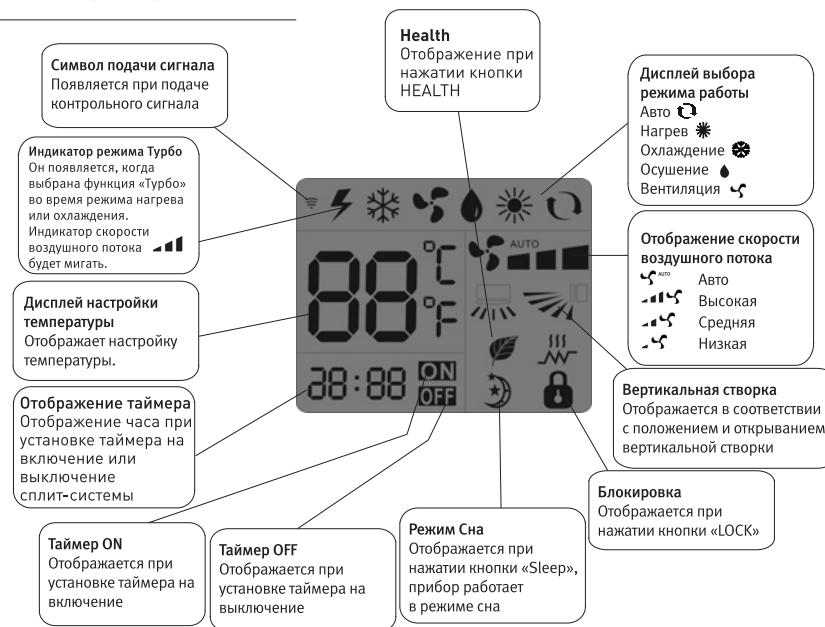 Символ подачи сигнала
Появляется при подаче
контрольного сигнала
Health
Отображение при
нажатии кнопки
HEALTH
Дисплей выбора
режима работы
Авто
Нагрев
Охлаждение
Осушение
Вентиляция
Индикатор режима Турбо
Он появляется, когда
выбрана функция «Турбо»
во время режима нагрева
или охлаждения.
Индикатор скорости
воздушного потока
будет мигать.
Отображение скорости
воздушного потока
AUTO Авто
Высокая
Средняя
Низкая
Дисплей настройки
температуры
Отображает настройку
температуры.
AUTO
88°C
°F
28:88 ON
OFF
Вертикальная створка
Отображается в соответствии
с положением и открыванием
вертикальной створки
Отображение таймера
Отображение часа при
установке таймера на
включение или
выключение
сплит-системы
Блокировка
Отображается при
нажатии кнопки «LOCK»
Таймер ON
Отображается при
установке таймера на
включение
Таймер OFF
Отображается при
установке таймера на
выключение
Режим Сна
Отображается при
нажатии кнопки «Sleep»,
прибор работает
в режиме сна